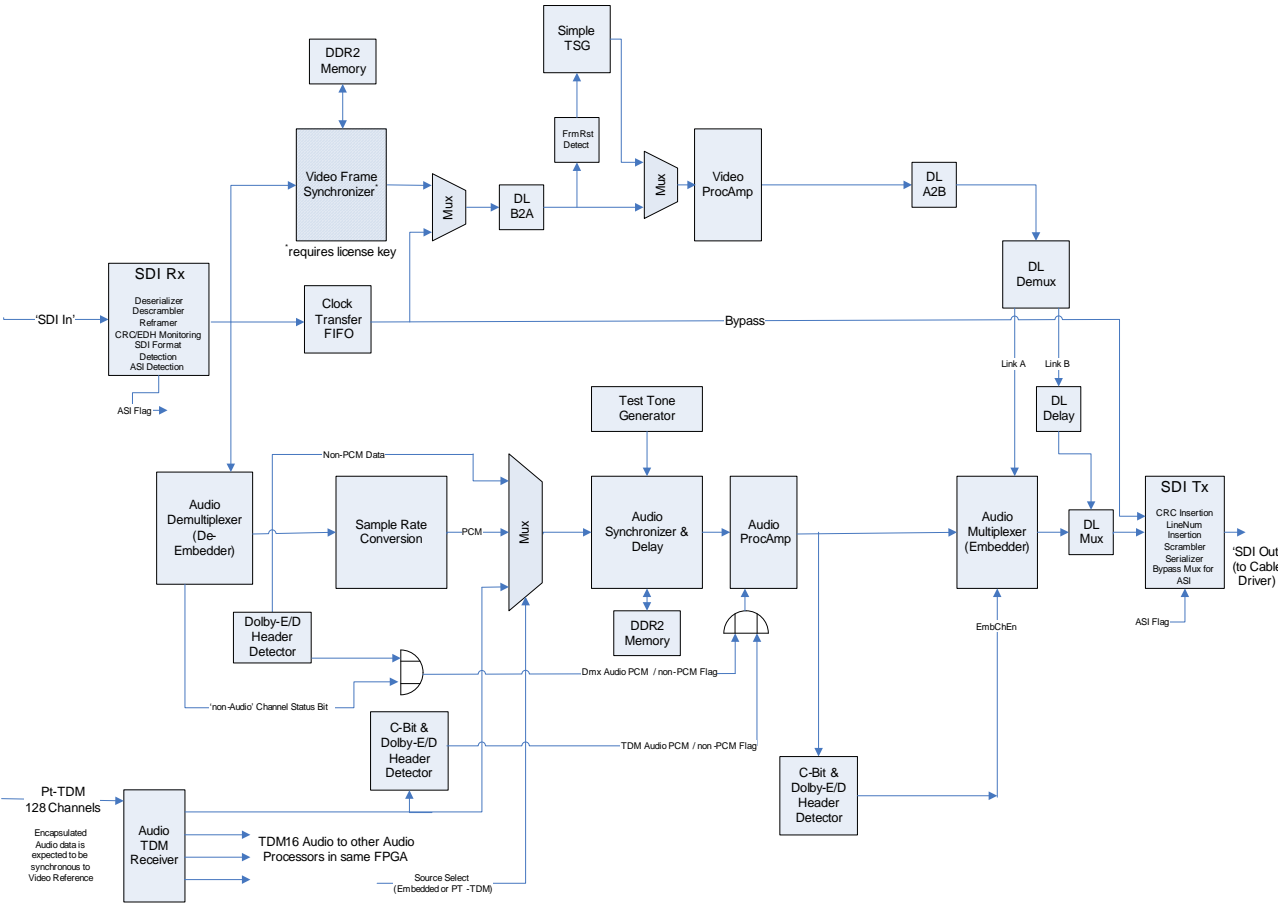 Simple
TSG
DDR2
Memory
FrmRst
Detect
Video Frame
Synchronizer*
Mux
DL
B2A
Mux
Video
ProcAmp
DL
A2B
*requires license key
DL
Demux
SDI Rx
Deserializer
Descrambler
Reframer
CRC/EDH Monitoring
SDI Format
Detection
ASI Detection
'SDI In'
Clock
Transfer
FIFO
Bypass
Link A
Link B
ASI Flag
Test Tone
Generator
DL
Delay
Non-PCM Data
Audio
Demultiplexer
(De-
Embedder)
Sample Rate
Conversion
PCM
Mux
Audio
Synchronizer &
Delay
Audio
ProcAmp
Audio
Multiplexer
(Embedder)
DL
Mux
SDI Tx
CRC Insertion
LineNum
Insertion
Scrambler
Serializer
Bypass Mux for
ASI
'SDI Out
(to Cable
Driver)
Dolby-E/D
Header
Detector
DDR2
Memory
EmbChEn
ASI Flag
Dmx Audio PCM / non-PCM Flag
'non-Audio' Channel Status Bit
C-Bit &
Dolby-E/D
Header
Detector
TDM Audio PCM / non-PCM Flag
C-Bit &
Dolby-E/D
Header
Detector
Pt-TDM
128 Channels
Encapsulated
Audio data is
expected to be
synchronous to
Video Reference
Audio
TDM
Receiver
TDM16 Audio to other Audio
Processors in same FPGA
Source Select
(Embedded or PT -TDM)